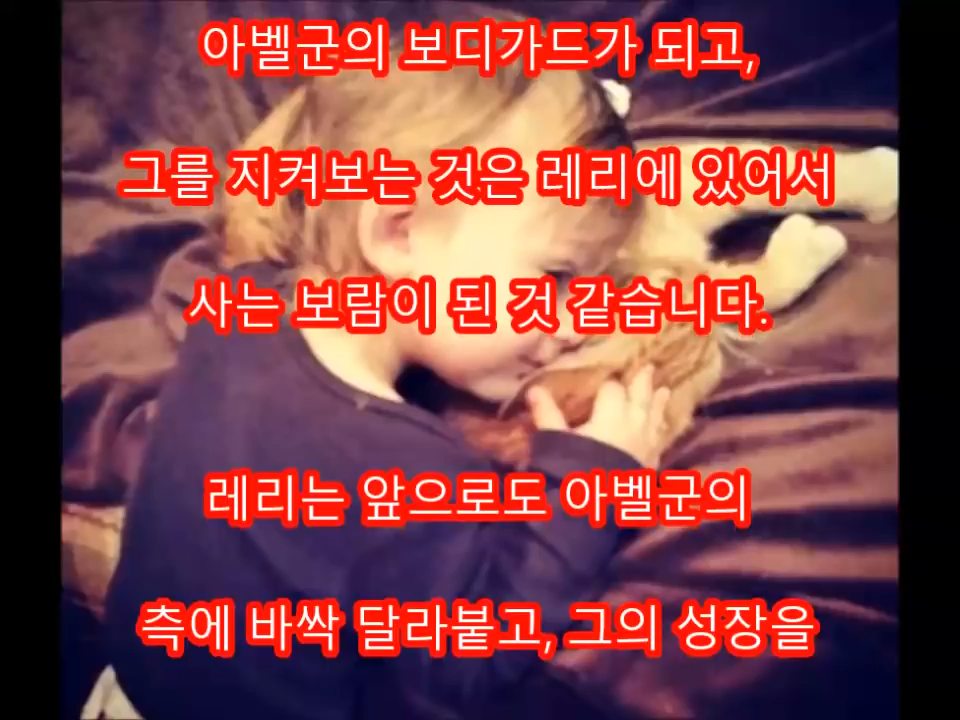 아벨군의 보디가드가 되고,
그를 지켜보는 것은 레리에 있어서
사는 보람이 된 것 같습니다.
레리는 앞으로도 아벨군의
측에 바싹 달라붙고, 그의 성장을